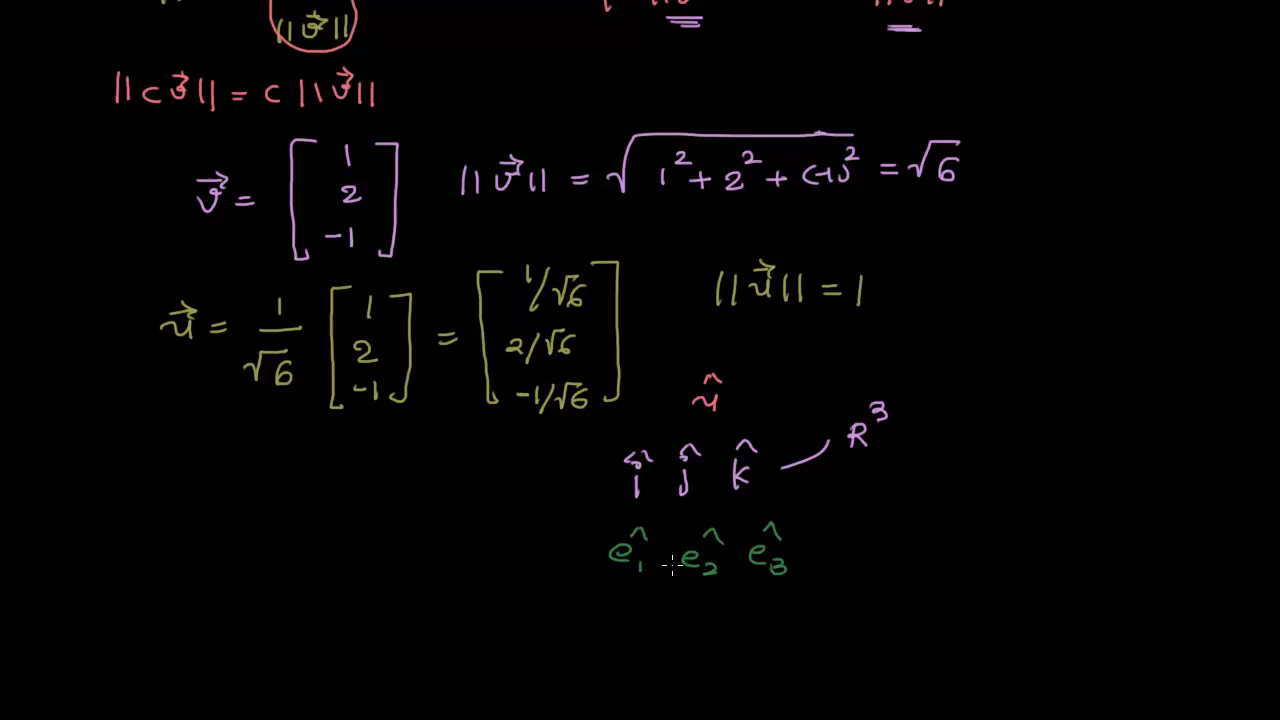 ||v⃗||
||c v⃗|| = c ||v⃗||
v⃗ = [1 2 -1] ||v⃗|| = √(1² + 2² + (-1)²) = √6
u⃗ = 1/√6 [1 2 -1] = [1/√6 2/√6 -1/√6] ||u⃗|| = 1
û
î ĵ k̂ — R³
ê₁ ê₂ ê₃